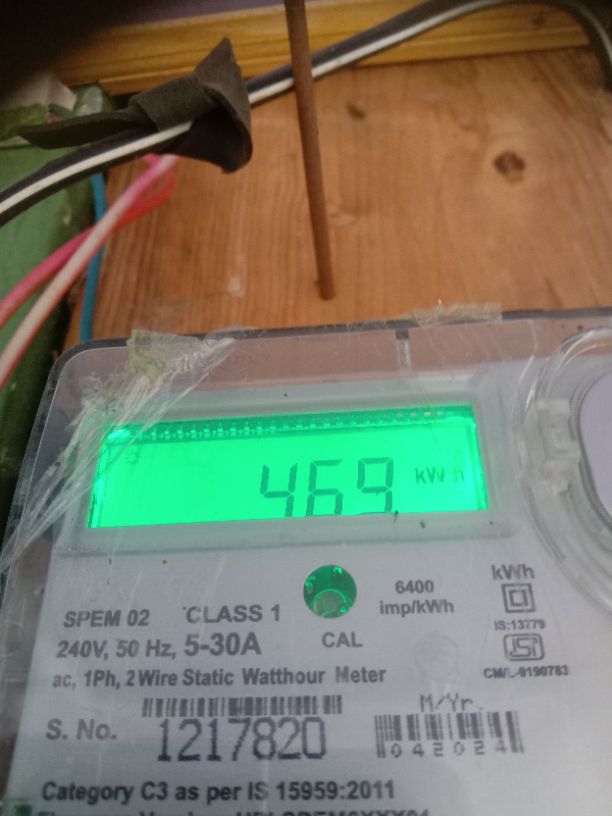 469 kWh
6400
imp/kWh
kWh
SPEM 02 CLASS 1
CAL
IS:13779
240V, 50 Hz, 5-30A
CM/L-9190783
ac, 1Ph, 2 Wire Static Watthour Meter
M/Yr.
S. No. 1217820
042024
Category C3 as per IS 15959:2011